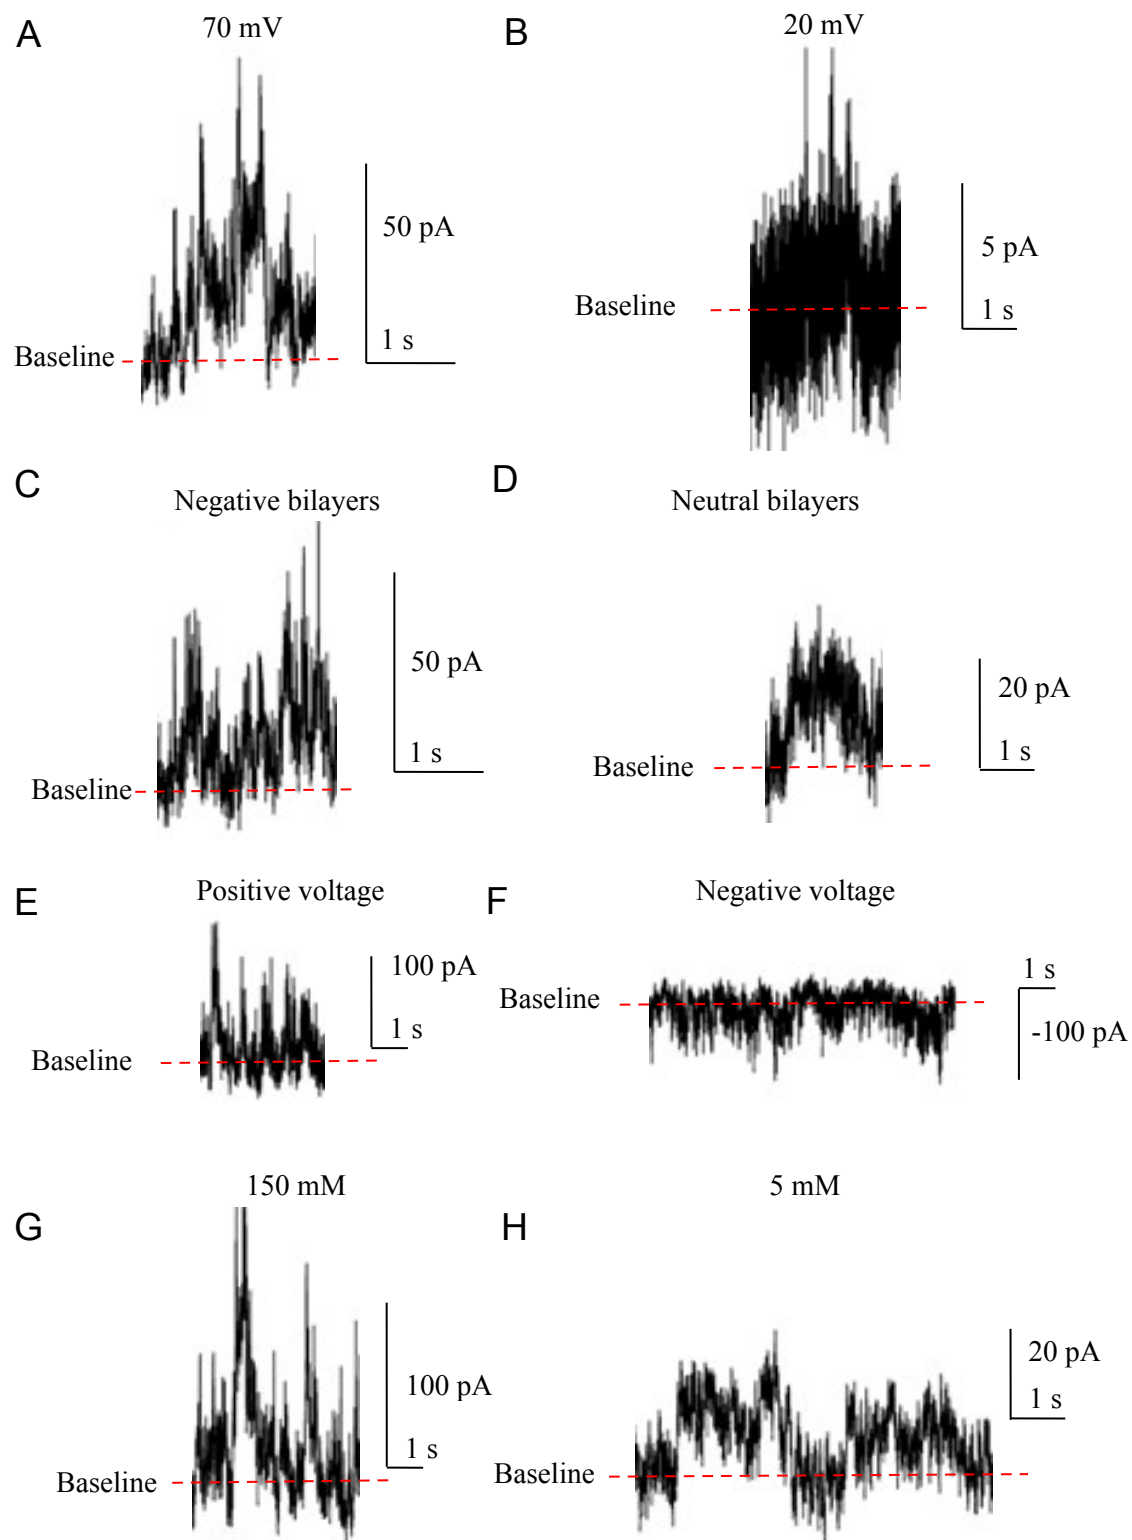 A
70 mV
50 pA
1 s
Baseline
B
20 mV
5 pA
1 s
Baseline
C
Negative bilayers
50 pA
1 s
Baseline
D
Neutral bilayers
20 pA
1 s
Baseline
E
Positive voltage
100 pA
1 s
Baseline
F
Negative voltage
1 s
-100 pA
Baseline
G
150 mM
100 pA
1 s
Baseline
H
5 mM
20 pA
1 s
Baseline